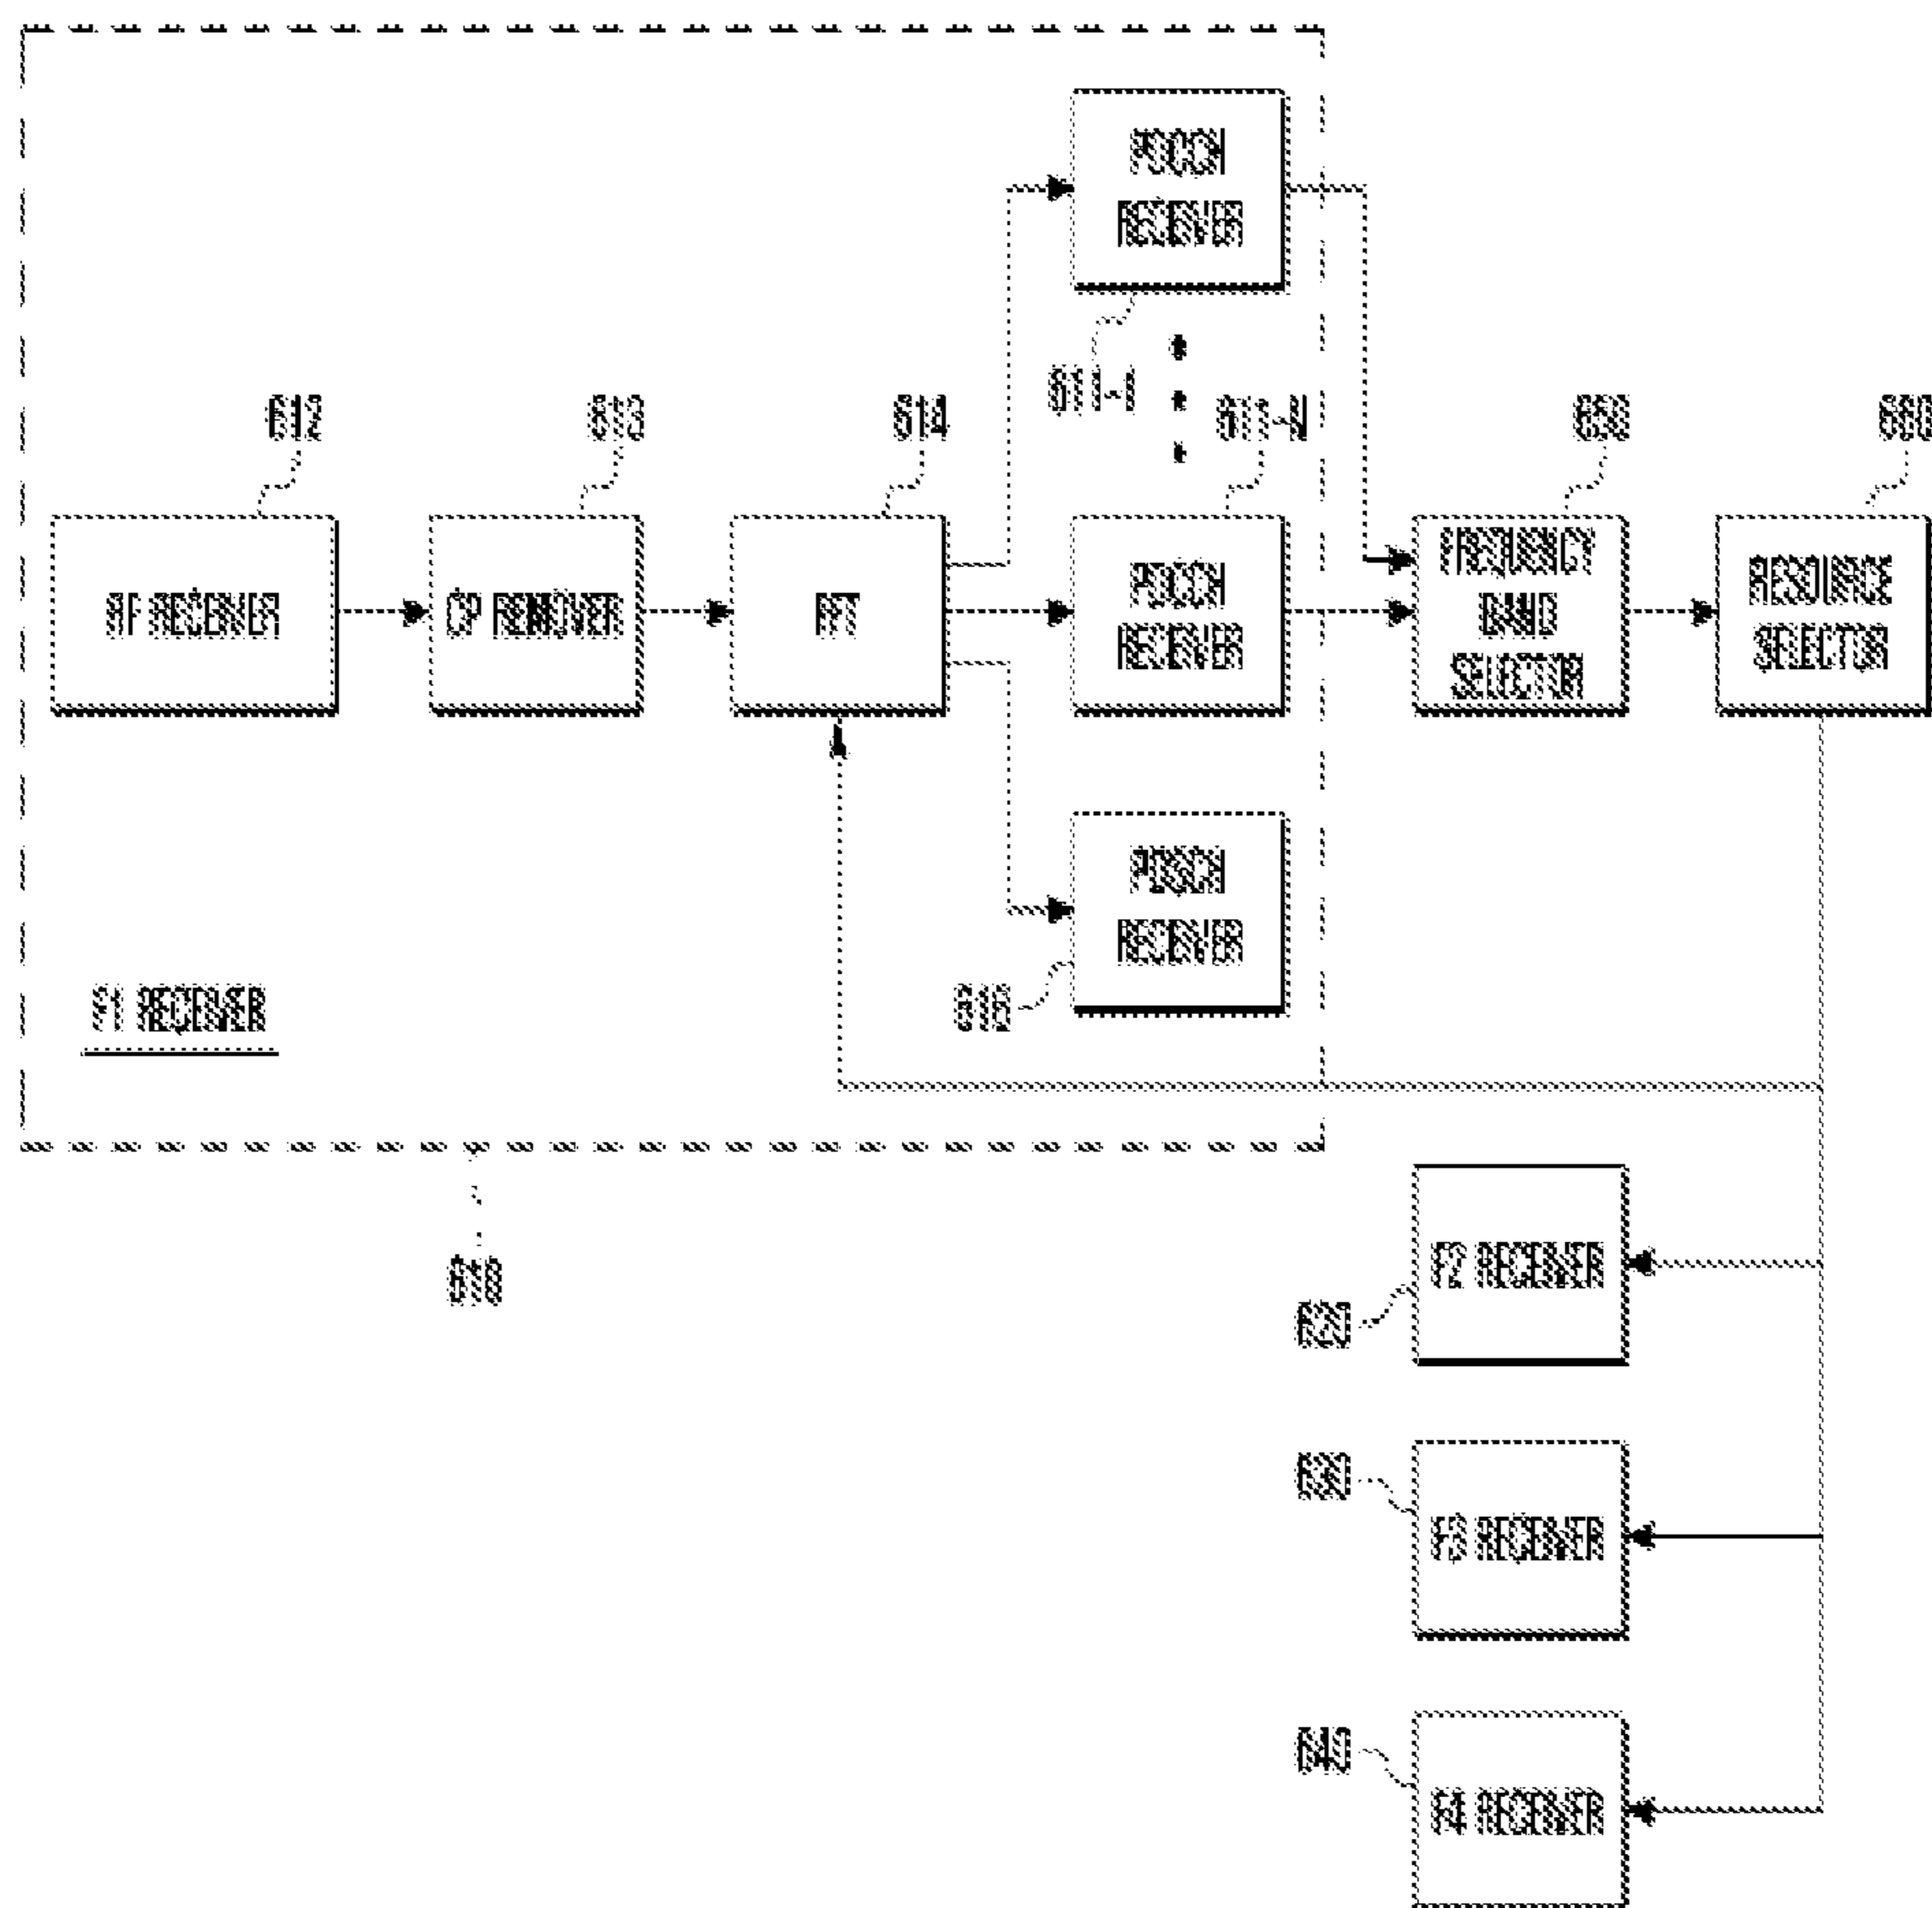 PDCCH
RECEIVER
611-1
612
613
614
611-N
650
660
RF RECEIVER
CP REMOVER
FFT
PDCCH
RECEIVER
FREQUENCY
BAND
SELECTOR
RESOURCE
SELECTOR
PDSCH
RECEIVER
F1 RECEIVER
610
F2 RECEIVER
620
630
F3 RECEIVER
640
F4 RECEIVER